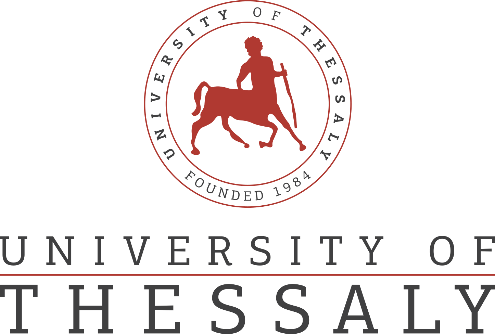 UNIVERSITY OF THESSALY
FOUNDED 1984
UNIVERSITY OF
THESSALY